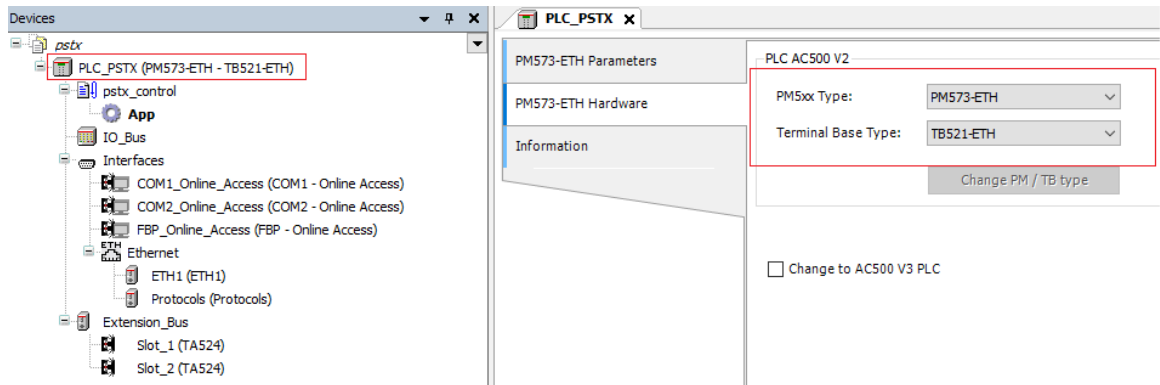 Devices
pstx
PLC_PSTX (PM573-ETH - TB521-ETH)
pstx_control
App
IO_Bus
Interfaces
COM1_Online_Access (COM1 - Online Access)
COM2_Online_Access (COM2 - Online Access)
FBP_Online_Access (FBP - Online Access)
ETH
Ethernet
ETH1 (ETH1)
Protocols (Protocols)
Extension_Bus
Slot_1 (TA524)
Slot_2 (TA524)
PLC_PSTX
PM573-ETH Parameters
PM573-ETH Hardware
Information
PLC AC500 V2
PM5xx Type: PM573-ETH
Terminal Base Type: TB521-ETH
Change PM / TB type
Change to AC500 V3 PLC